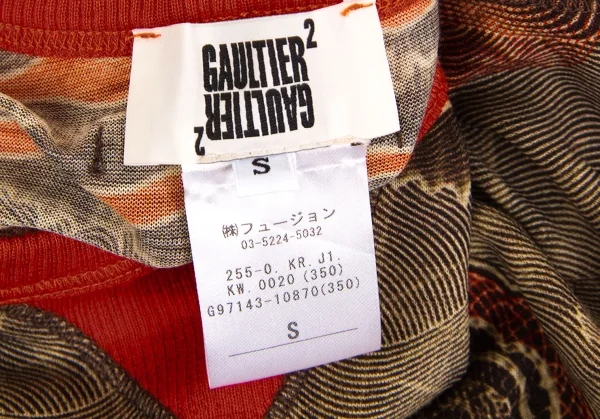 GAULTIER²
GAULTIER²
S
㈱フュージョン
03-5224-5032
255-0. KR. J1.
KW. 0020 (350)
G97143-10870(350)
S